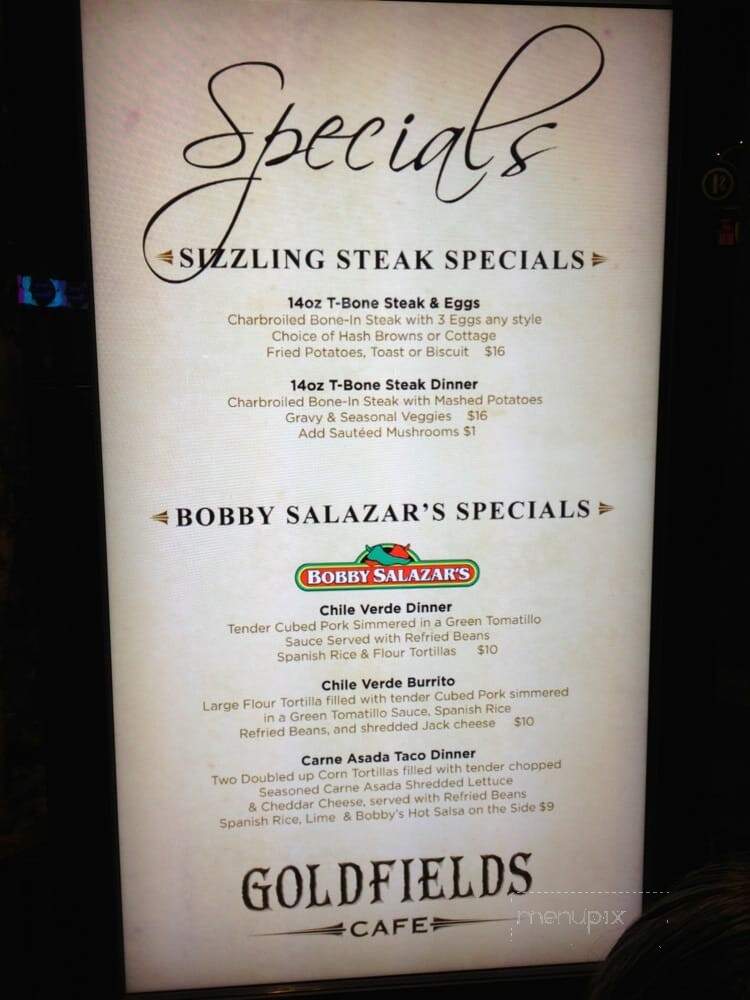 Specials
SIZZLING STEAK SPECIALS
14oz T-Bone Steak & Eggs
Charbroiled Bone-In Steak with 3 Eggs any style
Choice of Hash Browns or Cottage
Fried Potatoes, Toast or Biscuit $16
14oz T-Bone Steak Dinner
Charbroiled Bone-In Steak with Mashed Potatoes
Gravy & Seasonal Veggies $16
Add Sautéed Mushrooms $1
BOBBY SALAZAR'S SPECIALS
BOBBY SALAZAR'S
Chile Verde Dinner
Tender Cubed Pork Simmered in a Green Tomatillo
Sauce Served with Refried Beans
Spanish Rice & Flour Tortillas $10
Chile Verde Burrito
Large Flour Tortilla filled with tender Cubed Pork simmered
in a Green Tomatillo Sauce, Spanish Rice
Refried Beans, and shredded Jack cheese $10
Carne Asada Taco Dinner
Two Doubled up Corn Tortillas filled with tender chopped
Seasoned Carne Asada Shredded Lettuce
& Cheddar Cheese, served with Refried Beans
Spanish Rice, Lime & Bobby's Hot Salsa on the Side $9
GOLDFIELDS
CAFE
menupix